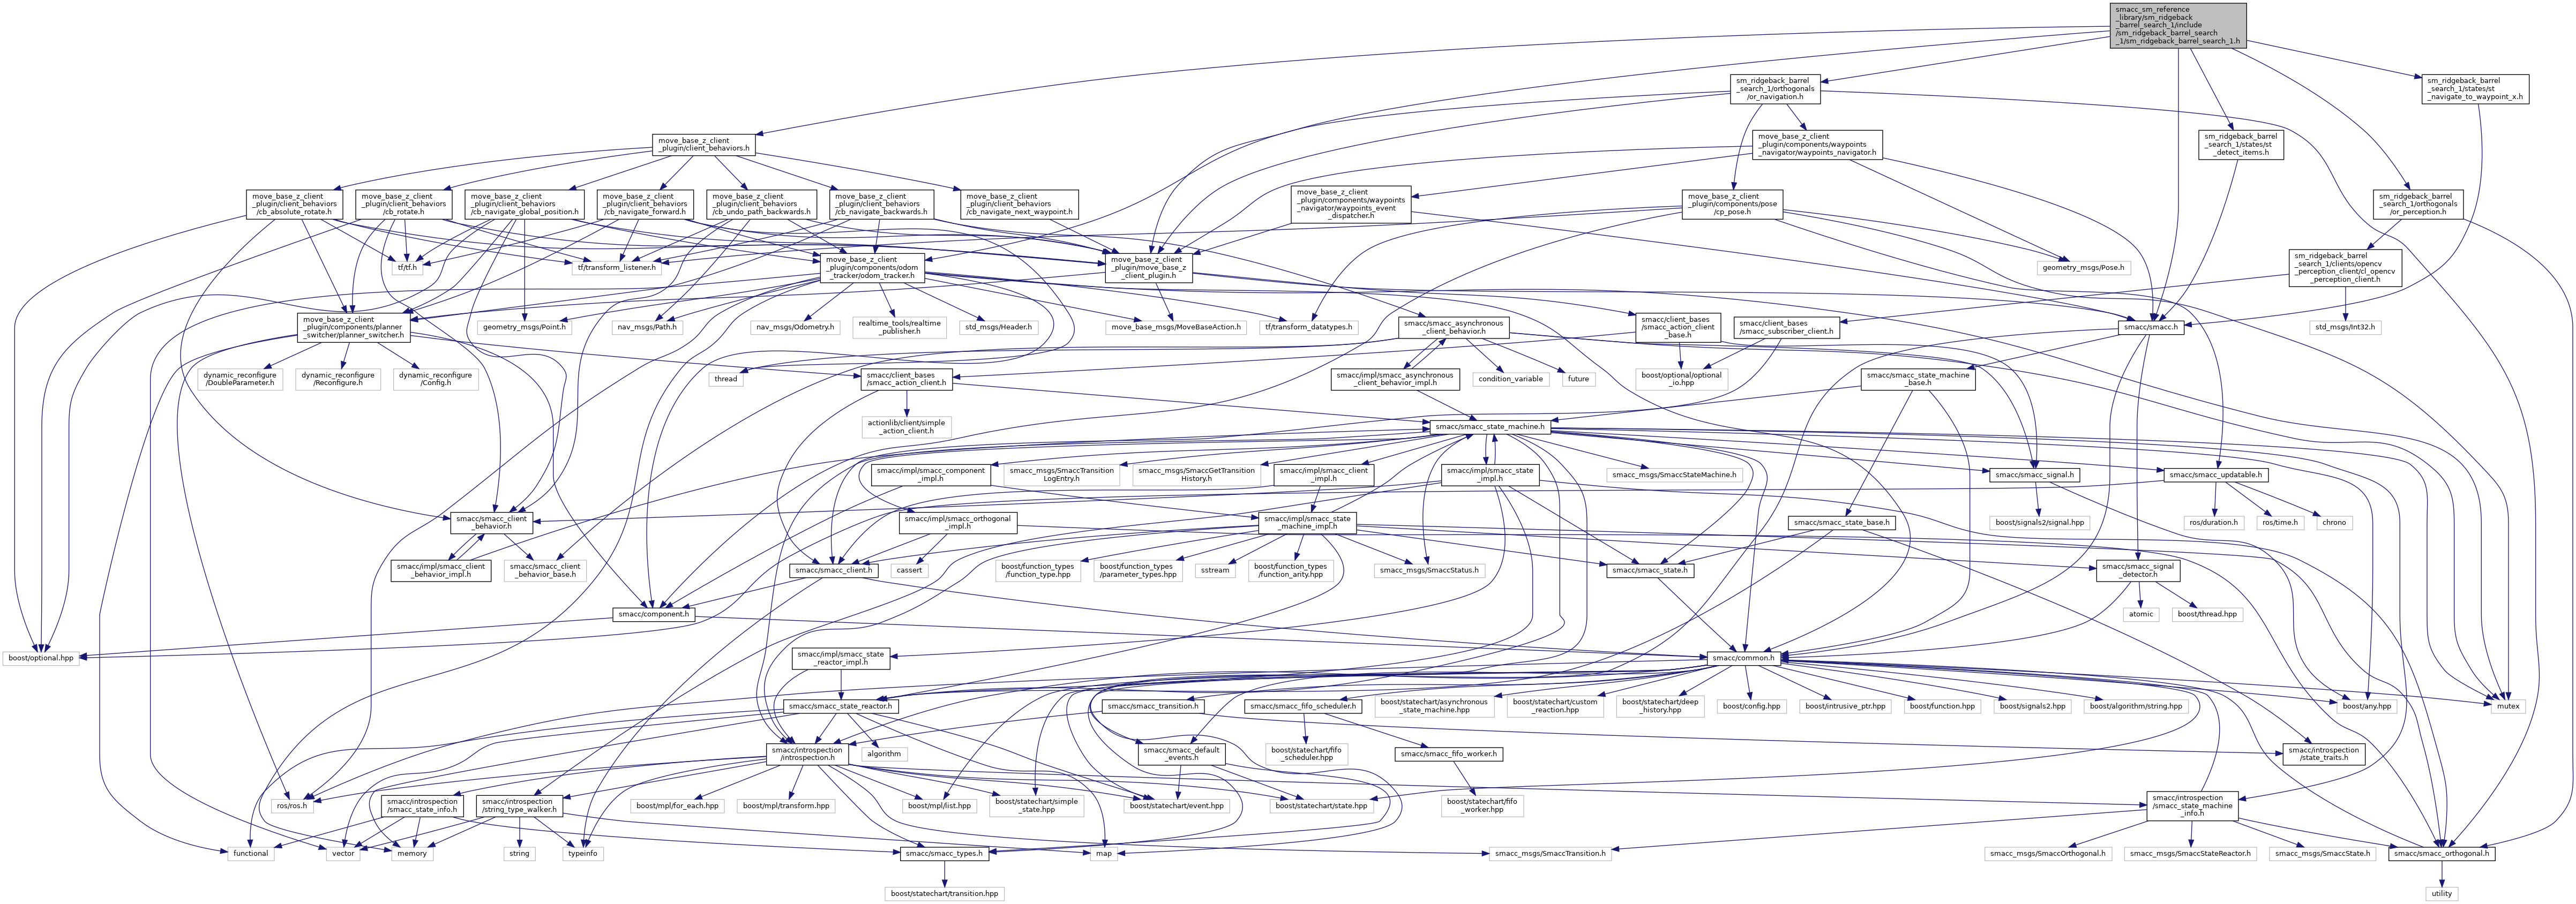 smacc_sm_reference
_library/sm_ridgeback
_barrel_search_1/include
/sm_ridgeback_barrel_search
_1/sm_ridgeback_barrel_search_1.h
sm_ridgeback_barrel
_search_1/orthogonals
/or_navigation.h
sm_ridgeback_barrel
_search_1/states/st
_navigate_to_waypoint_x.h
move_base_z_client
_plugin/client_behaviors.h
move_base_z_client
_plugin/components/waypoints
_navigator/waypoints_navigator.h
sm_ridgeback_barrel
_search_1/states/st
_detect_items.h
move_base_z_client
_plugin/client_behaviors
/cb_absolute_rotate.h
move_base_z_client
_plugin/client_behaviors
/cb_rotate.h
move_base_z_client
_plugin/client_behaviors
/cb_navigate_global_position.h
move_base_z_client
_plugin/client_behaviors
/cb_navigate_forward.h
move_base_z_client
_plugin/client_behaviors
/cb_undo_path_backwards.h
move_base_z_client
_plugin/client_behaviors
/cb_navigate_backwards.h
move_base_z_client
_plugin/client_behaviors
/cb_navigate_next_waypoint.h
move_base_z_client
_plugin/components/waypoints
_navigator/waypoints_event
_dispatcher.h
move_base_z_client
_plugin/components/pose
/cp_pose.h
sm_ridgeback_barrel
_search_1/orthogonals
/or_perception.h
tf/tf.h
tf/transform_listener.h
move_base_z_client
_plugin/components/odom
_tracker/odom_tracker.h
move_base_z_client
_plugin/move_base_z
_client_plugin.h
geometry_msgs/Pose.h
sm_ridgeback_barrel
_search_1/clients/opencv
_perception_client/cl_opencv
_perception_client.h
move_base_z_client
_plugin/components/planner
_switcher/planner_switcher.h
geometry_msgs/Point.h
nav_msgs/Path.h
nav_msgs/Odometry.h
realtime_tools/realtime
_publisher.h
std_msgs/Header.h
move_base_msgs/MoveBaseAction.h
tf/transform_datatypes.h
smacc/smacc_asynchronous
_client_behavior.h
smacc/client_bases
/smacc_action_client
_base.h
smacc/client_bases
/smacc_subscriber_client.h
smacc/smacc.h
std_msgs/Int32.h
dynamic_reconfigure
/DoubleParameter.h
dynamic_reconfigure
/Reconfigure.h
dynamic_reconfigure
/Config.h
thread
smacc/client_bases
/smacc_action_client.h
smacc/impl/smacc_asynchronous
_client_behavior_impl.h
condition_variable
future
boost/optional/optional
_io.hpp
smacc/smacc_state_machine
_base.h
actionlib/client/simple
_action_client.h
smacc/smacc_state_machine.h
smacc/impl/smacc_component
_impl.h
smacc_msgs/SmaccTransition
LogEntry.h
smacc_msgs/SmaccGetTransition
History.h
smacc/impl/smacc_client
_impl.h
smacc/impl/smacc_state
_impl.h
smacc_msgs/SmaccStateMachine.h
smacc/smacc_signal.h
smacc/smacc_updatable.h
smacc/smacc_client
_behavior.h
smacc/impl/smacc_orthogonal
_impl.h
smacc/impl/smacc_state
_machine_impl.h
smacc/smacc_state_base.h
boost/signals2/signal.hpp
ros/duration.h
ros/time.h
chrono
smacc/impl/smacc_client
_behavior_impl.h
smacc/smacc_client
_behavior_base.h
smacc/smacc_client.h
cassert
boost/function_types
/function_type.hpp
boost/function_types
/parameter_types.hpp
sstream
boost/function_types
/function_arity.hpp
smacc_msgs/SmaccStatus.h
smacc/smacc_state.h
smacc/smacc_signal
_detector.h
smacc/component.h
atomic
boost/thread.hpp
boost/optional.hpp
smacc/impl/smacc_state
_reactor_impl.h
smacc/common.h
smacc/smacc_state_reactor.h
smacc/smacc_transition.h
smacc/smacc_fifo_scheduler.h
boost/statechart/asynchronous
_state_machine.hpp
boost/statechart/custom
_reaction.hpp
boost/statechart/deep
_history.hpp
boost/config.hpp
boost/intrusive_ptr.hpp
boost/function.hpp
boost/signals2.hpp
boost/algorithm/string.hpp
boost/any.hpp
mutex
smacc/introspection
/introspection.h
algorithm
smacc/smacc_default
_events.h
boost/statechart/fifo
_scheduler.hpp
smacc/smacc_fifo_worker.h
smacc/introspection
/state_traits.h
ros/ros.h
smacc/introspection
/smacc_state_info.h
smacc/introspection
/string_type_walker.h
boost/mpl/for_each.hpp
boost/mpl/transform.hpp
boost/mpl/list.hpp
boost/statechart/simple
_state.hpp
boost/statechart/event.hpp
boost/statechart/state.hpp
boost/statechart/fifo
_worker.hpp
smacc/introspection
/smacc_state_machine
_info.h
functional
vector
memory
string
typeinfo
smacc/smacc_types.h
map
smacc_msgs/SmaccTransition.h
smacc_msgs/SmaccOrthogonal.h
smacc_msgs/SmaccStateReactor.h
smacc_msgs/SmaccState.h
smacc/smacc_orthogonal.h
boost/statechart/transition.hpp
utility